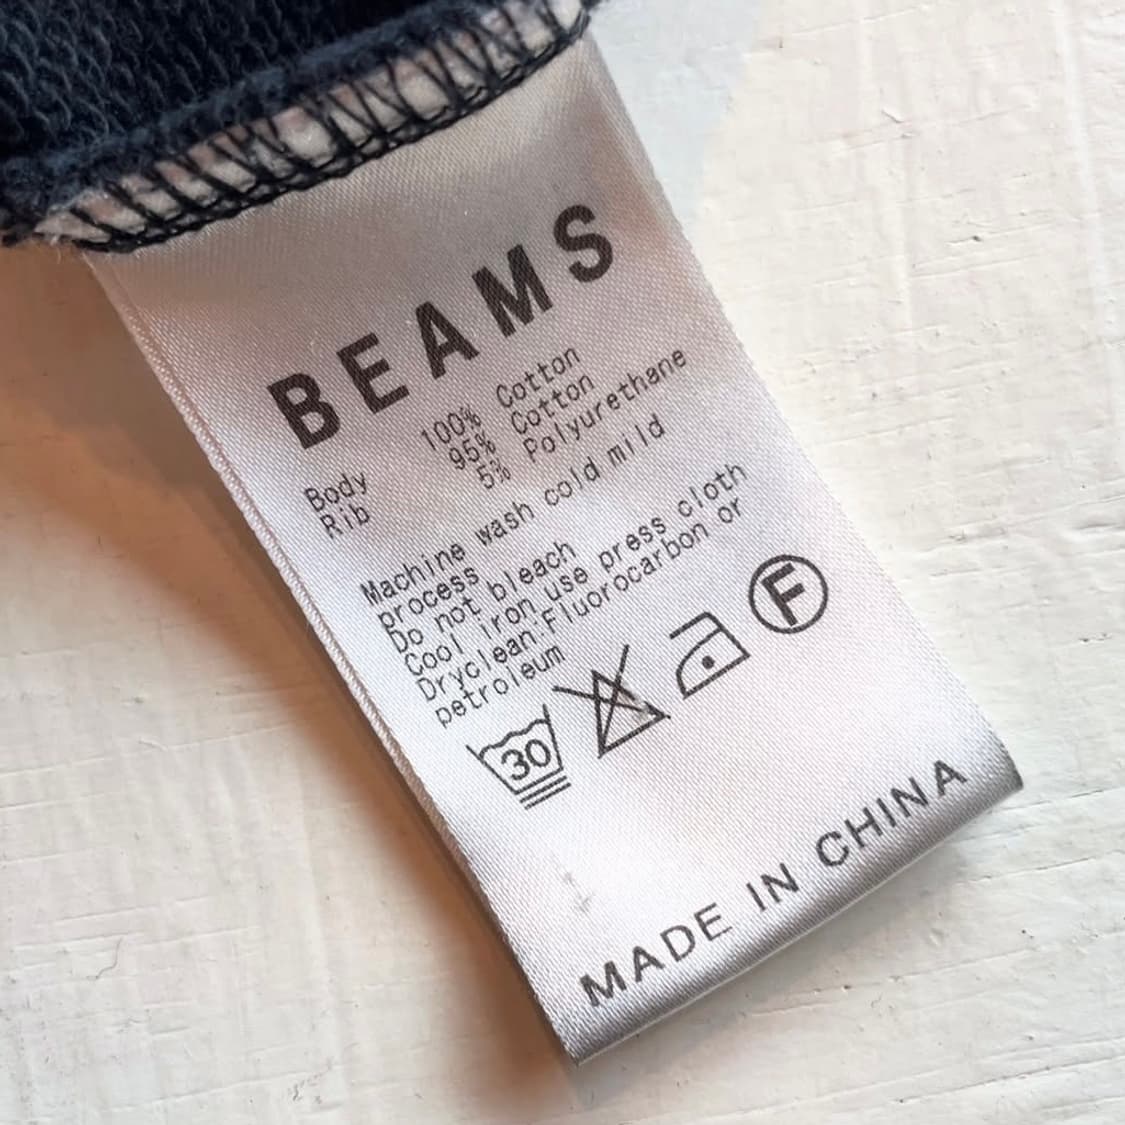 BEAMS
Body 100% Cotton
Rib 95% Cotton
5% Polyurethane
Machine wash cold mild
process
Do not bleach
Cool iron.use press cloth
Dryclean:Fluorocarbon or
petroleum
30 F
MADE IN CHINA